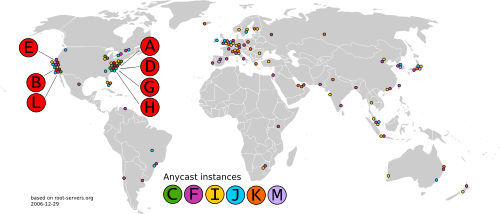 E
A
D
B
G
L
H
Anycast instances
C F I J K M
based on root-servers.org
2006-12-29